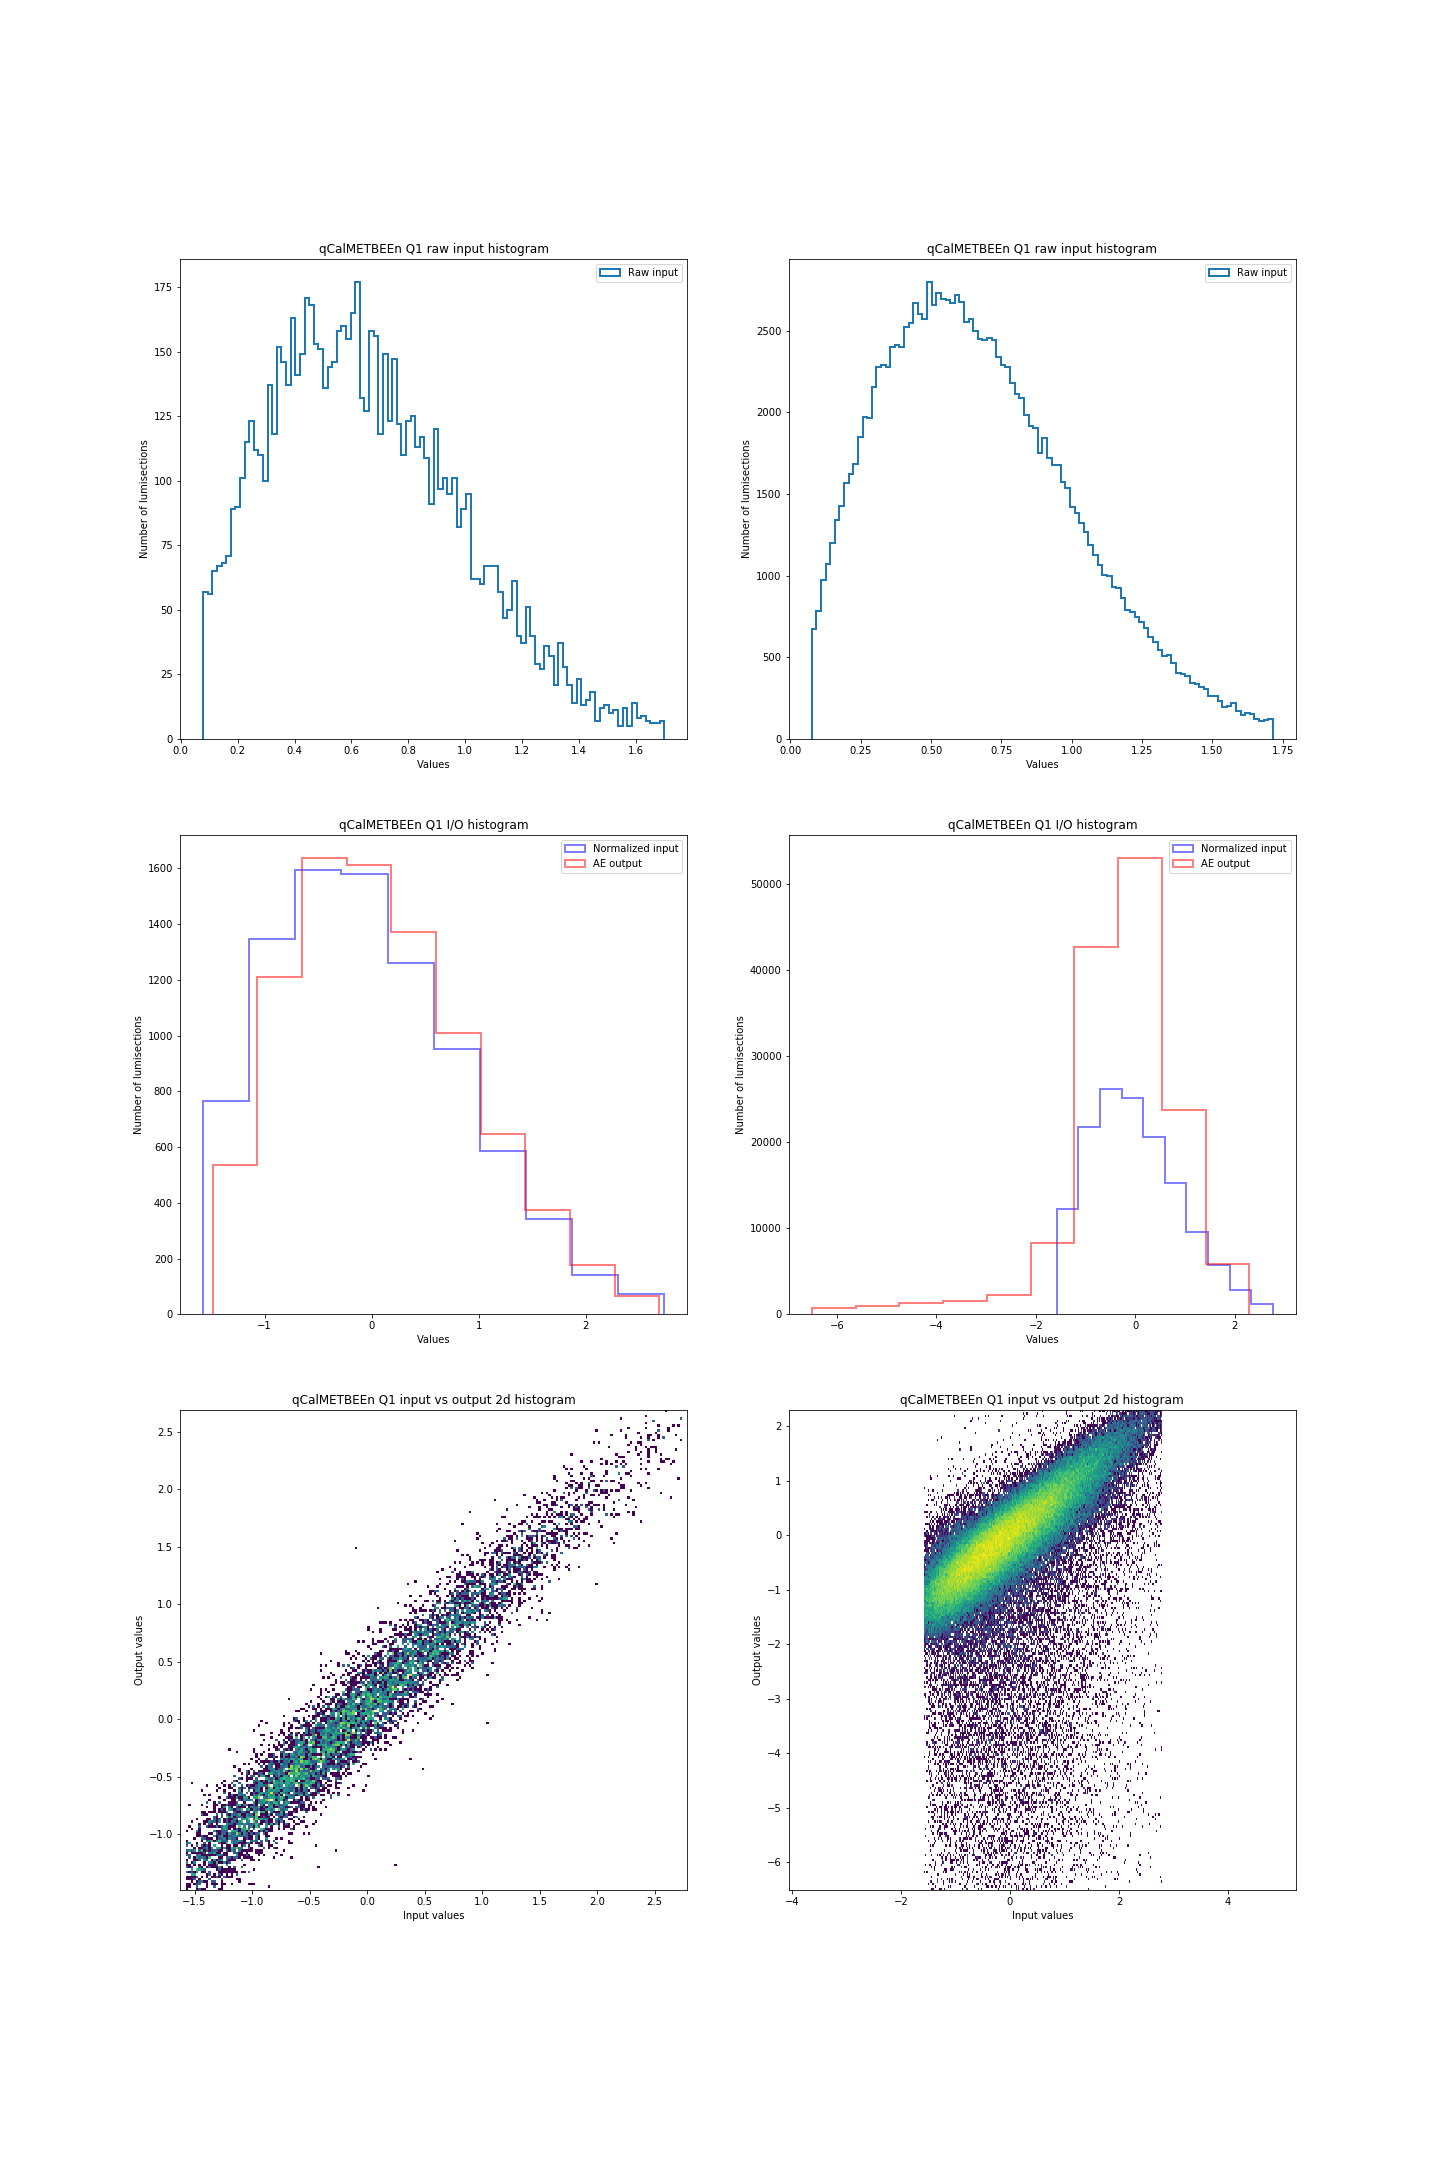 qCalMETBEEn Q1 raw input histogram
Raw input
Number of lumisections
175
150
125
100
75
50
25
0
0.0 0.2 0.4 0.6 0.8 1.0 1.2 1.4 1.6
Values
qCalMETBEEn Q1 raw input histogram
Raw input
Number of lumisections
2500
2000
1500
1000
500
0
0.00 0.25 0.50 0.75 1.00 1.25 1.50 1.75
Values
qCalMETBEEn Q1 I/O histogram
Normalized input
AE output
Number of lumisections
1600
1400
1200
1000
800
600
400
200
0
−1 0 1 2
Values
qCalMETBEEn Q1 I/O histogram
Normalized input
AE output
Number of lumisections
50000
40000
30000
20000
10000
0
−6 −4 −2 0 2
Values
qCalMETBEEn Q1 input vs output 2d histogram
Output values
2.5
2.0
1.5
1.0
0.5
0.0
−0.5
−1.0
−1.5 −1.0 −0.5 0.0 0.5 1.0 1.5 2.0 2.5
Input values
qCalMETBEEn Q1 input vs output 2d histogram
Output values
2
1
0
−1
−2
−3
−4
−5
−6
−4 −2 0 2 4
Input values